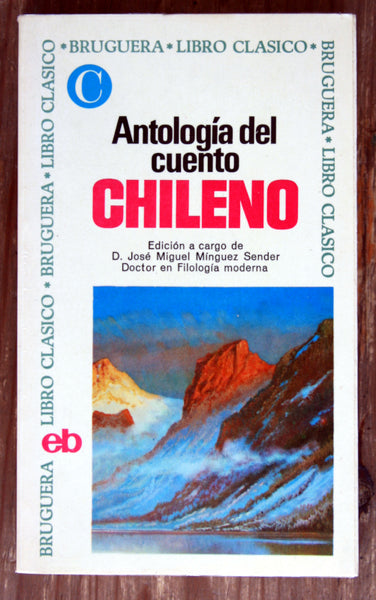 * BRUGUERA * LIBRO CLASICO *
BRUGUERA * LIBRO CLASICO
BRUGUERA * LIBRO CLASICO * BRUGUERA * LIBRO CLASICO
C
Antología del
cuento
CHILENO
Edición a cargo de
D. José Miguel Mínguez Sender
Doctor en Filología moderna
eb